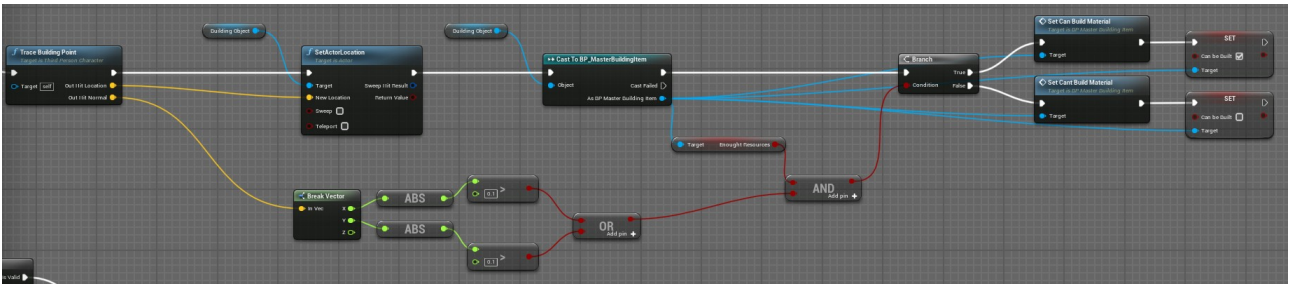 Building Object
Building Object
Set Can Build Material
Target is BP Master Building Item
SET
Can be Built
Target
Target
Trace Building Point
Target is Third Person Character
Target self
Out Hit Location
Out Hit Normal
SetActorLocation
Target is Actor
Target
Sweep Hit Result
New Location
Return Value
Sweep
Teleport
Cast To BP_MasterBuildingItem
Object
Cast Failed
As BP Master Building Item
Branch
True
Condition
False
Set Cant Build Material
Target is BP Master Building Item
Target
SET
Can be Built
Target
Target
Enought Resources
Break Vector
In Vec
X
Y
Z
ABS
ABS
0.1 >
0.1 >
OR
Add pin +
AND
Add pin +
Valid